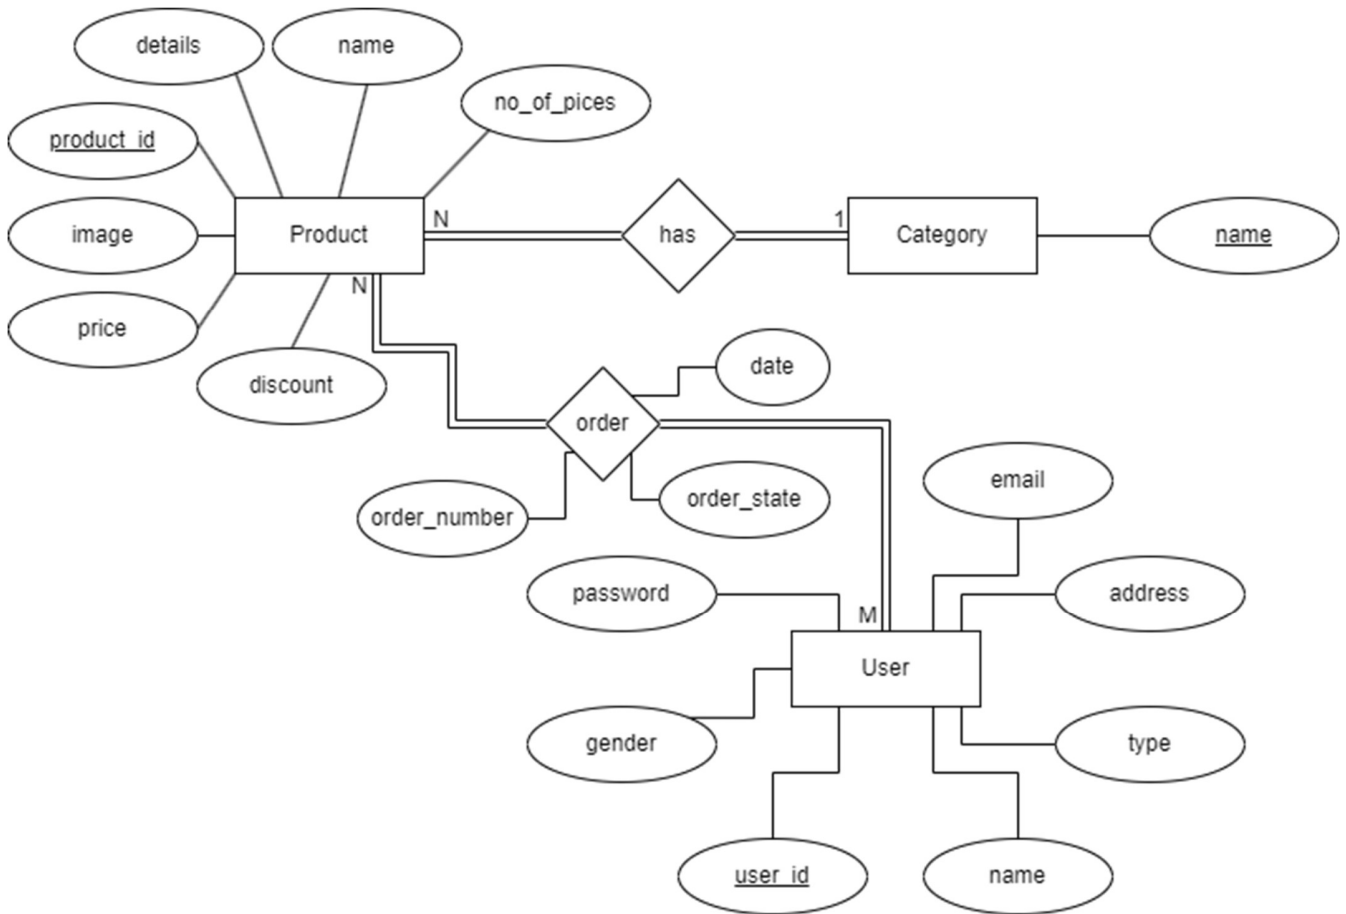 details
name
no_of_pices
product_id
image
Product
N
has
1
Category
name
N
price
discount
date
order
order_number
order_state
email
password
address
M
User
gender
type
user_id
name